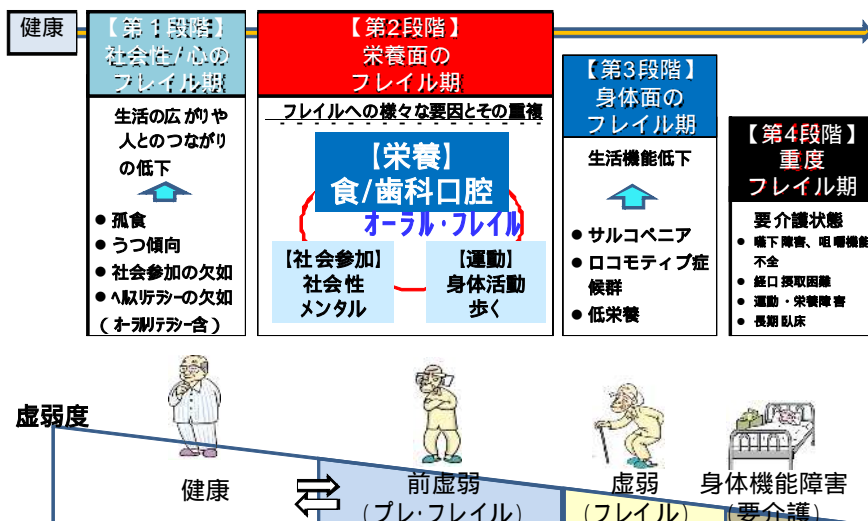 健康
【第１段階】
社会性/心の
フレイル期
生活の広がりや
人とのつながり
の低下
● 孤食
● うつ傾向
● 社会参加の欠如
● ヘルスリテラシーの欠如
（オーラルリテラシー含）
【第2段階】
栄養面の
フレイル期
フレイルへの様々な要因とその重複
【栄養】
食/歯科口腔
オーラル・フレイル
【社会参加】
社会性
メンタル
【運動】
身体活動
歩く
【第3段階】
身体面の
フレイル期
生活機能低下
● サルコペニア
● ロコモティブ症
候群
● 低栄養
【第4段階】
重度
フレイル期
要介護状態
● 嚥下障害、咀嚼機能
不全
● 経口摂取困難
● 運動・栄養障害
● 長期臥床
虚弱度
健康
前虚弱
（プレ・フレイル）
虚弱
（フレイル）
身体機能障害
（要介護）